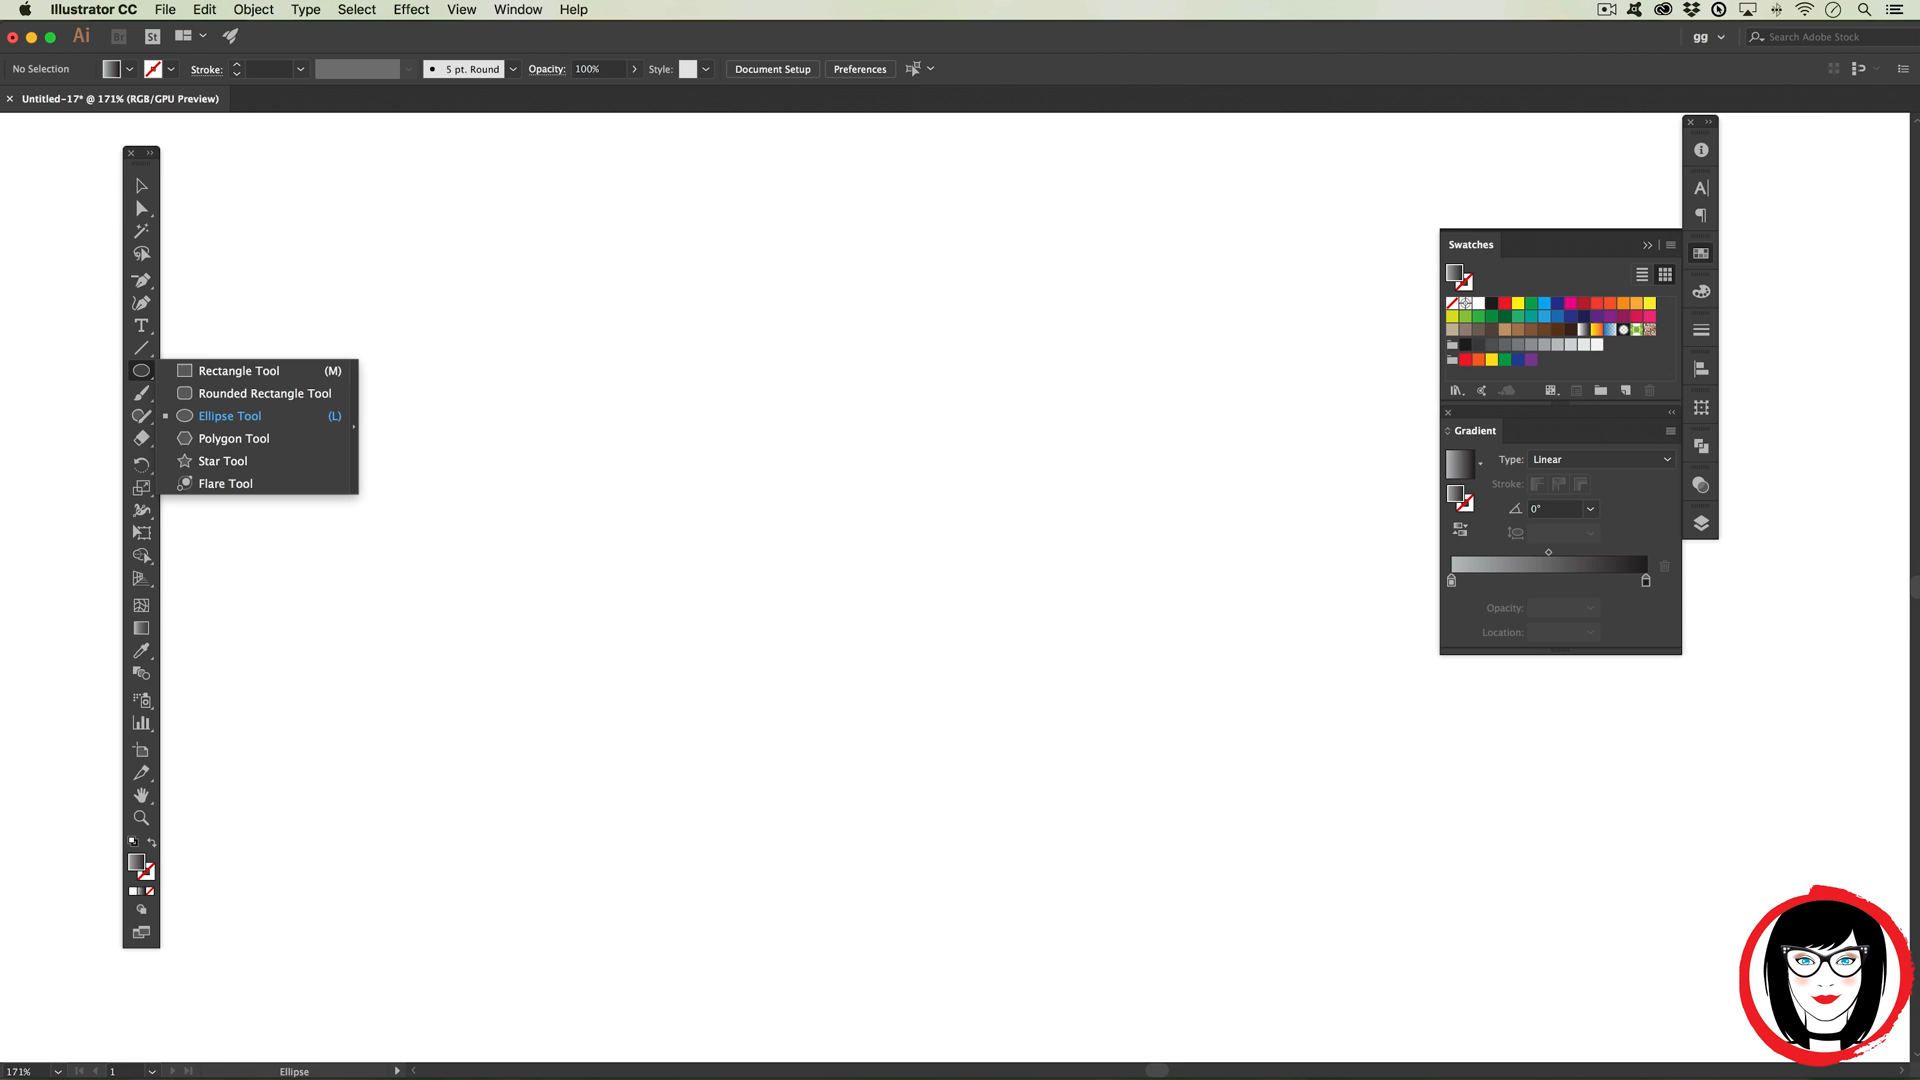 Illustrator CC File Edit Object Type Select Effect View Window Help
Ai Br St gg Search Adobe Stock
No Selection Stroke: 5 pt. Round Opacity: 100% Style: Document Setup Preferences
Untitled-17* @ 171% (RGB/GPU Preview)
Rectangle Tool (M)
Rounded Rectangle Tool
Ellipse Tool (L)
Polygon Tool
Star Tool
Flare Tool
Swatches
Gradient
Type: Linear
Stroke:
0°
Opacity:
Location:
171% 1 Ellipse